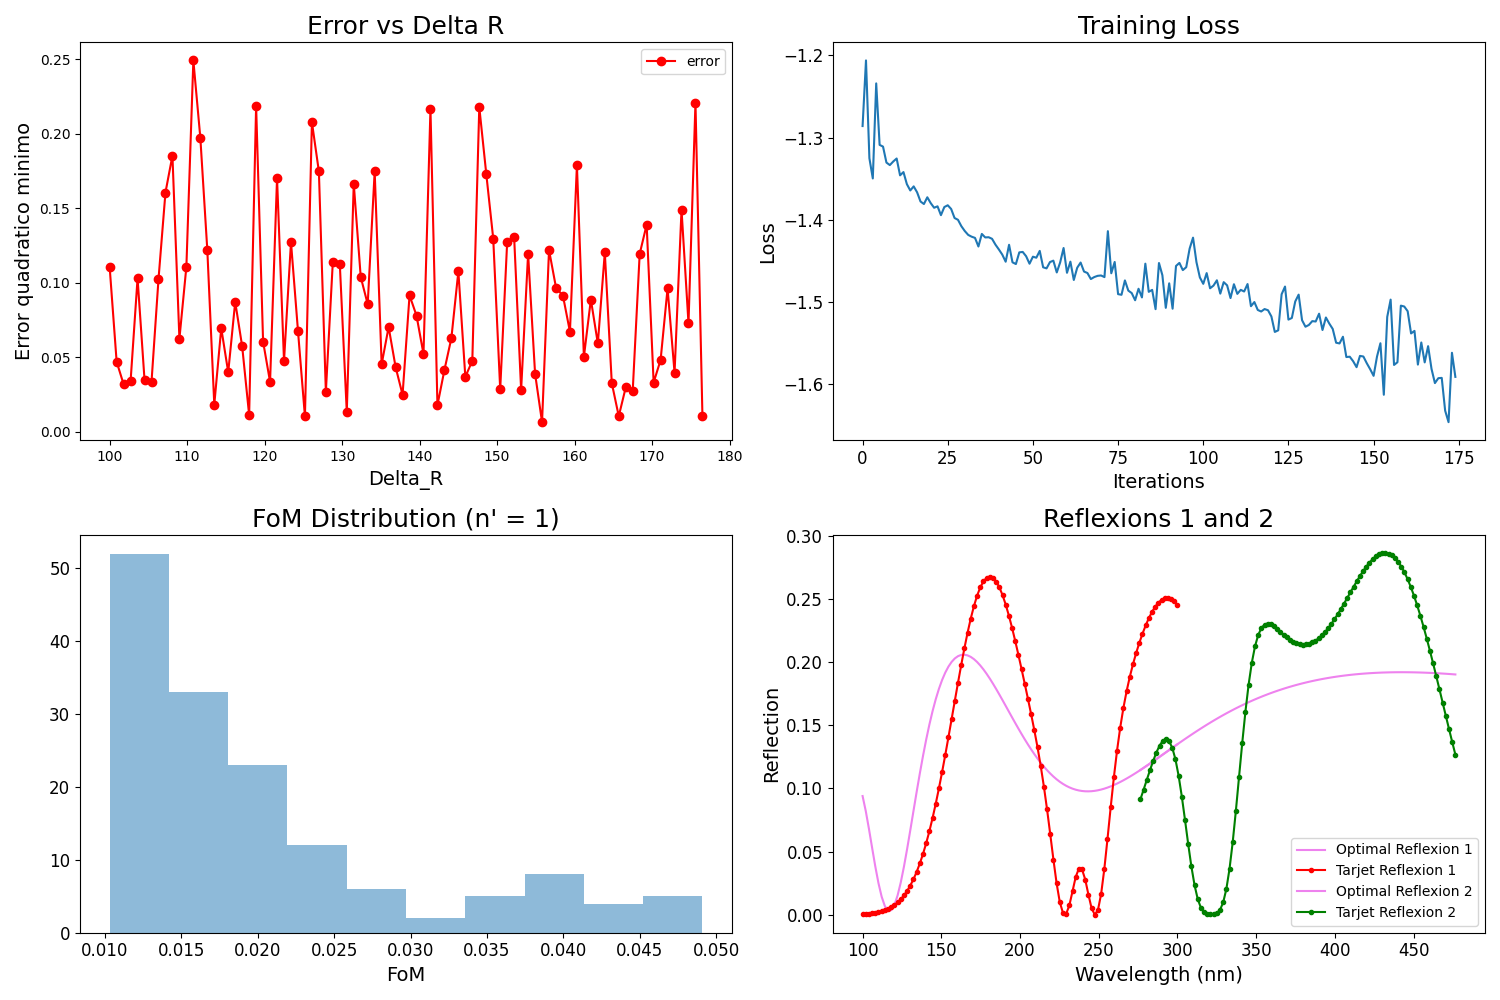 Error vs Delta R
Error quadratico minimo
0.25
0.20
0.15
0.10
0.05
0.00
error
100 110 120 130 140 150 160 170 180
Delta_R
Training Loss
Loss
−1.2
−1.3
−1.4
−1.5
−1.6
0 25 50 75 100 125 150 175
Iterations
FoM Distribution (n' = 1)
50
40
30
20
10
0
0.010 0.015 0.020 0.025 0.030 0.035 0.040 0.045 0.050
FoM
Reflexions 1 and 2
Reflection
0.30
0.25
0.20
0.15
0.10
0.05
0.00
Optimal Reflexion 1
Tarjet Reflexion 1
Optimal Reflexion 2
Tarjet Reflexion 2
100 150 200 250 300 350 400 450
Wavelength (nm)